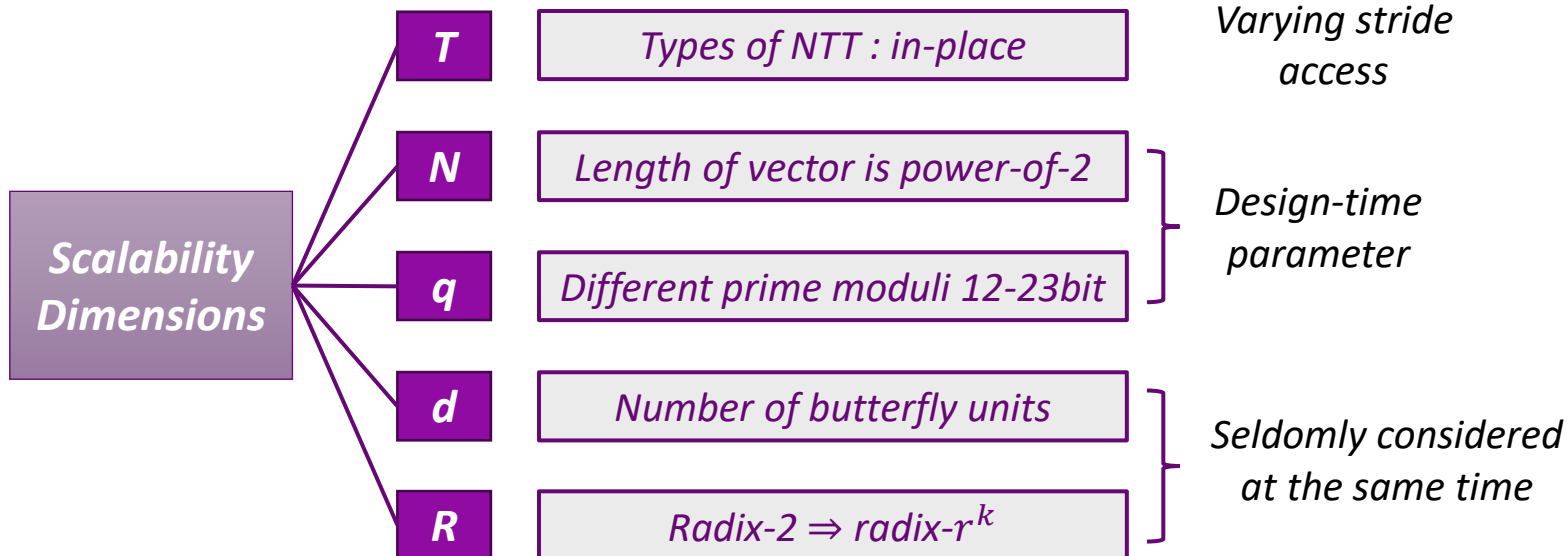 T
Types of NTT : in-place
Varying stride
access
N
Length of vector is power-of-2
Design-time
parameter
Scalability
Dimensions
q
Different prime moduli 12-23bit
d
Number of butterfly units
Seldomly considered
at the same time
R
Radix-2 ⇒ radix-r^k